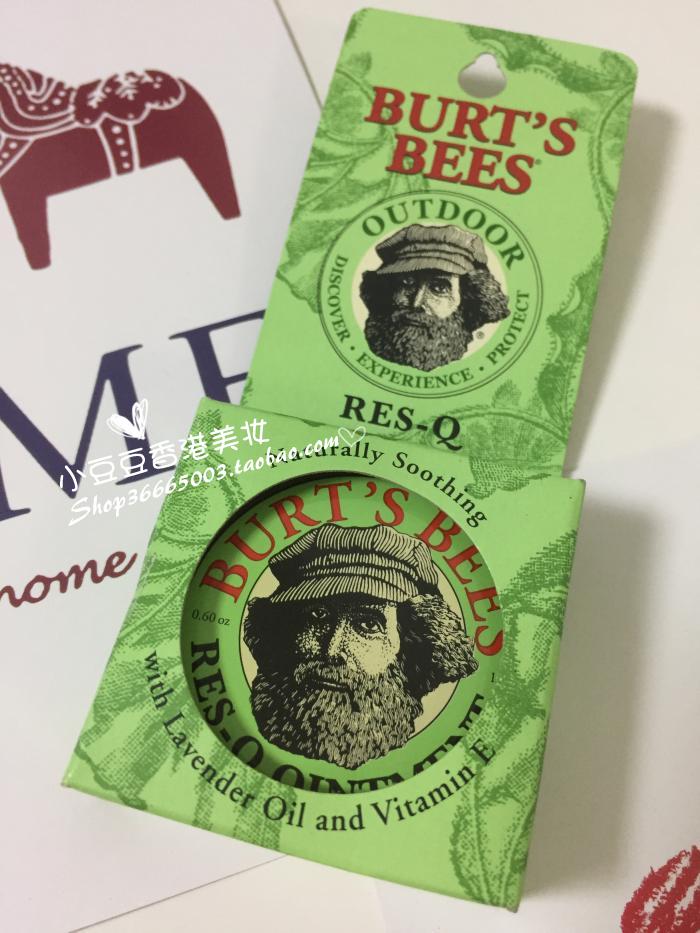 BURT'S
BEES
OUTDOOR
DISCOVER · EXPERIENCE · PROTECT
®
RES-Q
ME
home
小豆豆香港美妆
Shop36665003.taobao.com
Naturally Soothing
BURT'S BEES
0.60 oz
1
RES-Q OINTMENT
with Lavender Oil and Vitamin E